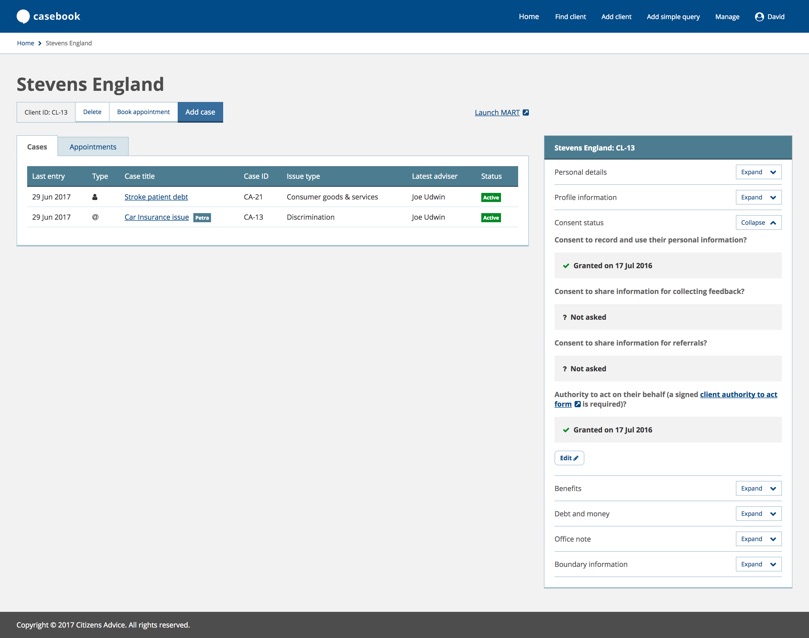 casebook
Home Find client Add client Add simple query Manage David
Home Stevens England
Stevens England
Client ID: CL-13 Delete Book appointment Add case
Launch MART
Cases Appointments
Last entry Type Case title Case ID Issue type Latest adviser Status
29 Jun 2017 Stroke patient debt CA-21 Consumer goods & services Joe Udwin Active
29 Jun 2017 @ Car Insurance issue Petra CA-13 Discrimination Joe Udwin Active
Stevens England: CL-13
Personal details Expand
Profile information Expand
Consent status Collapse
Consent to record and use their personal information?
Granted on 17 Jul 2016
Consent to share information for collecting feedback?
? Not asked
Consent to share information for referrals?
? Not asked
Authority to act on their behalf (a signed client authority to act
form is required)?
Granted on 17 Jul 2016
Edit
Benefits Expand
Debt and money Expand
Office note Expand
Boundary information Expand
Copyright © 2017 Citizens Advice. All rights reserved.